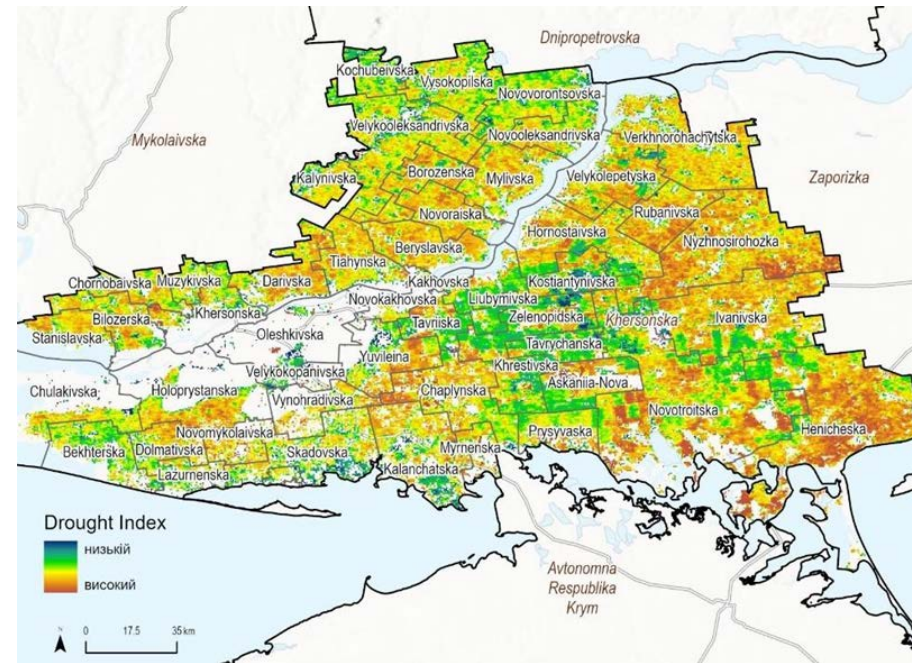 Dnipropetrovska
Kochubeivska
Vysokopilska
Novovorontsovska
Mykolaivska
Velykooleksandrivska
Novooleksandrivska
Verkhnorohachytska
Kalynivska
Borozenska
Mylivska
Velykolepetyska
Zaporizka
Novoraiska
Rubanivska
Beryslavska
Hornostaivska
Nyzhnosirohozka
Tiahynska
Chornobaivska
Muzykivska
Darivska
Kakhovska
Kostiantynivska
Novokakhovska
Liubymivska
Bilozerska
Khersonska
Tavriiska
Zelenopidska
Khersonska
Ivanivska
Stanislavska
Oleshkivska
Yuvileina
Tavrychanska
Velykokopanivska
Khrestivska
Chulakivska
Holoprystanska
Vynohradivska
Chaplynska
Askaniia-Nova
Novotroitska
Novomykolaivska
Prvsyvaska
Henicheska
Bekhterska
Dolmativska
Skadovska
Myrnenska
Kalanchatska
Lazurnenska
Drought Index
низькій
високий
Avtonomna
Respublika
Krym
N
0 17.5 35 km